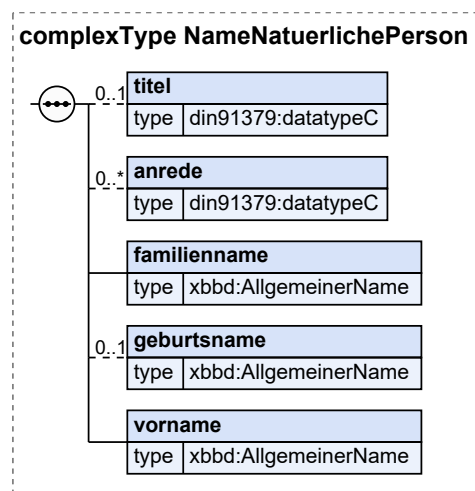 complexType NameNatuerlichePerson
0..1
titel
type din91379:datatypeC
0..*
anrede
type din91379:datatypeC
familienname
type xbbd:AllgemeinerName
0..1
geburtsname
type xbbd:AllgemeinerName
vorname
type xbbd:AllgemeinerName